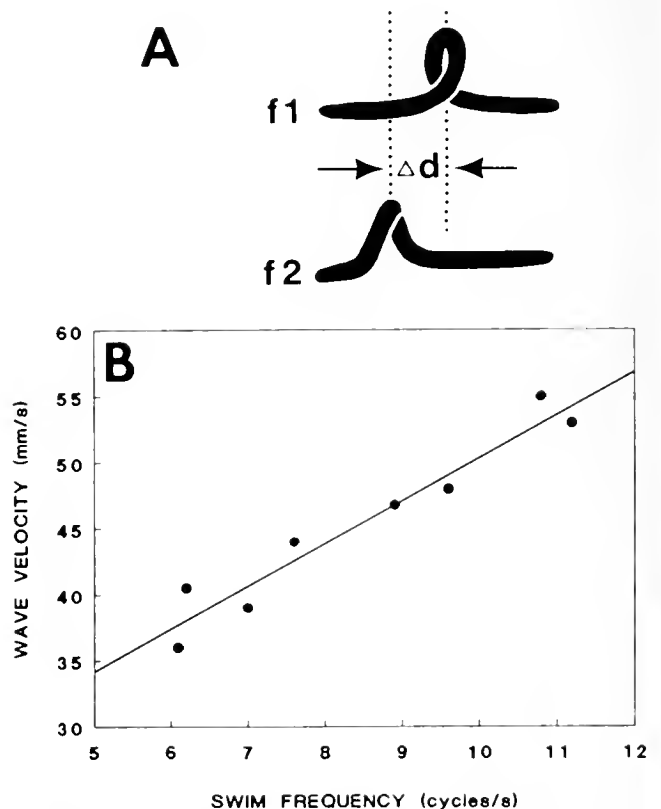 A
f1
Δd
f2
B
60
55
50
45
40
35
30
WAVE VELOCITY (mm/s)
5 6 7 8 9 10 11 12
SWIM FREQUENCY (cycles/s)